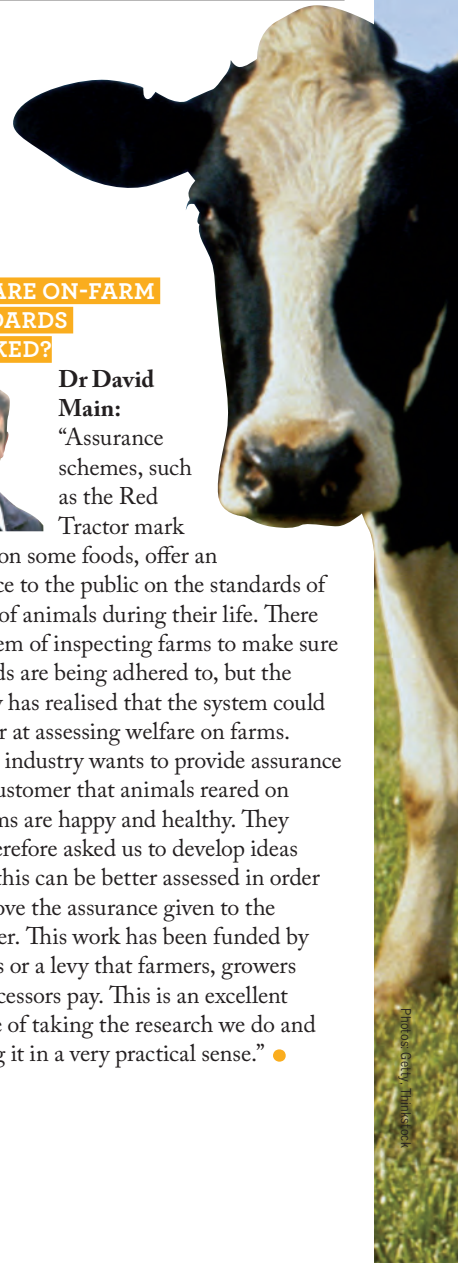 ARE ON-FARM
DARDS
KED?
Dr David
Main:
“Assurance
schemes, such
as the Red
Tractor mark
on some foods, offer an
ce to the public on the standards of
of animals during their life. There
em of inspecting farms to make sure
ds are being adhered to, but the
y has realised that the system could
r at assessing welfare on farms.
industry wants to provide assurance
ustomer that animals reared on
ms are happy and healthy. They
erefore asked us to develop ideas
this can be better assessed in order
ove the assurance given to the
er. This work has been funded by
s or a levy that farmers, growers
cessors pay. This is an excellent
e of taking the research we do and
g it in a very practical sense.”
Photos: Getty, Thinkstock